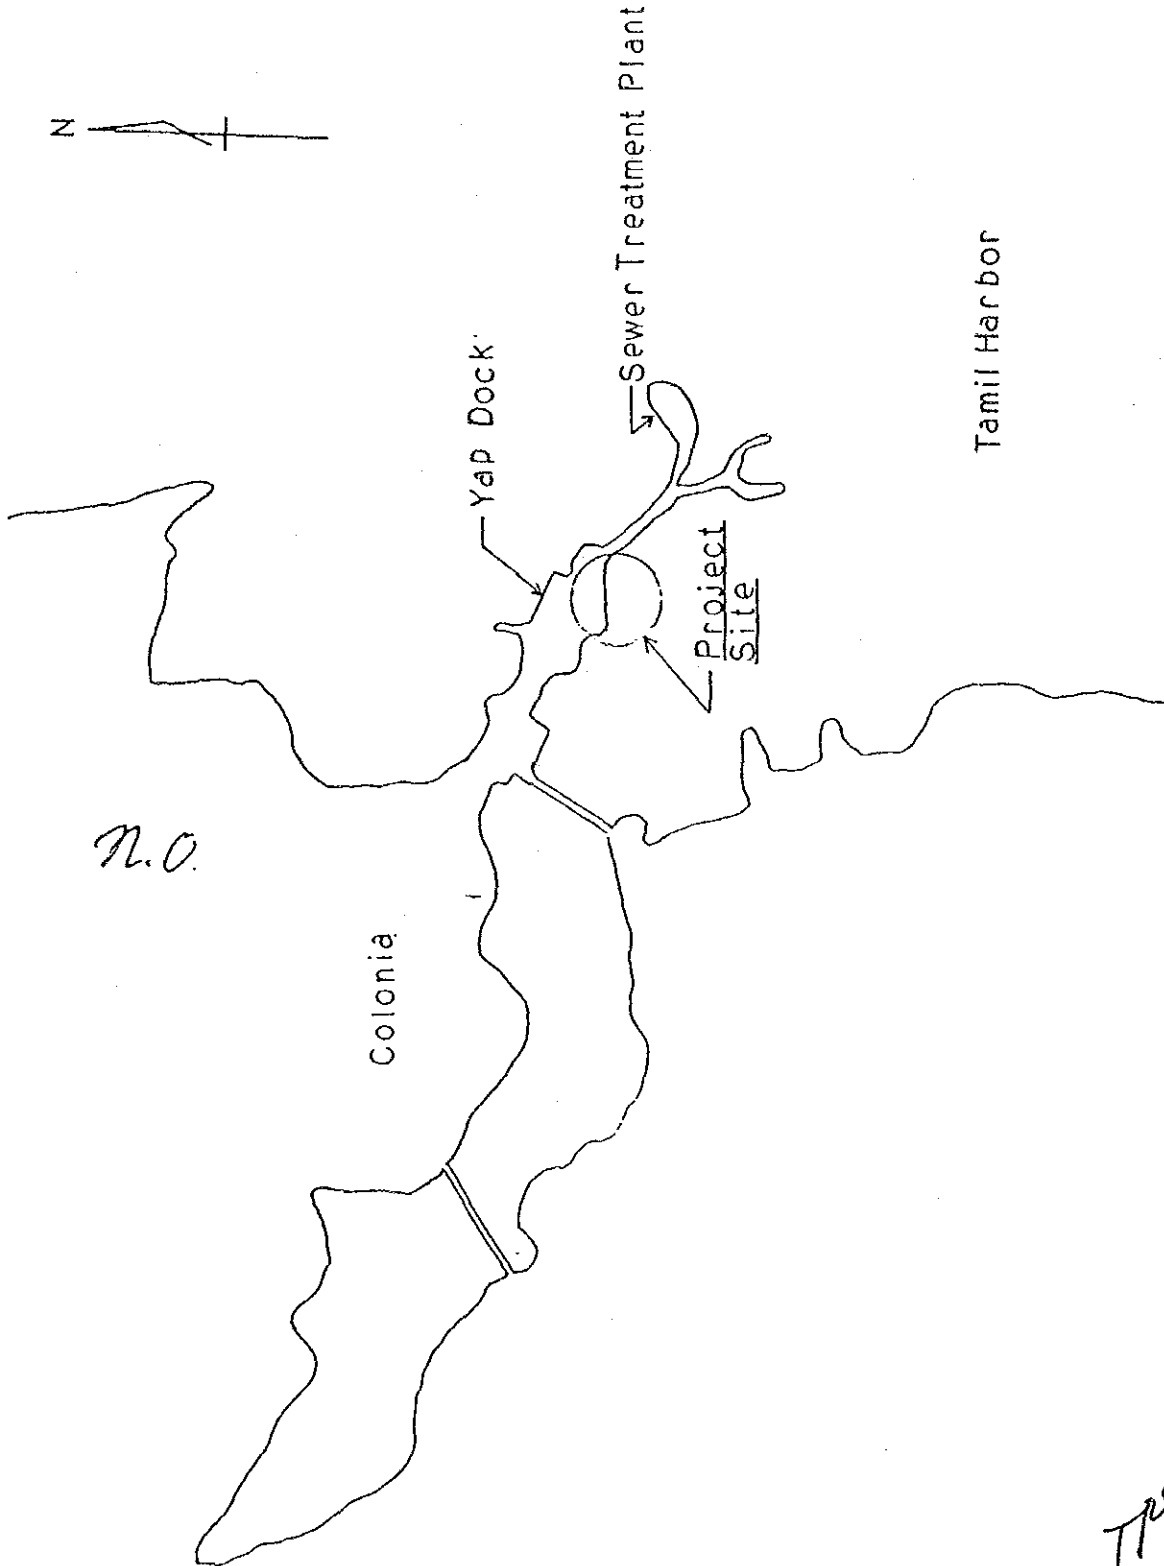 N
Sewer Treatment Plant
Yap Dock
Project
Site
Tamil Harbor
n.o.
Colonia